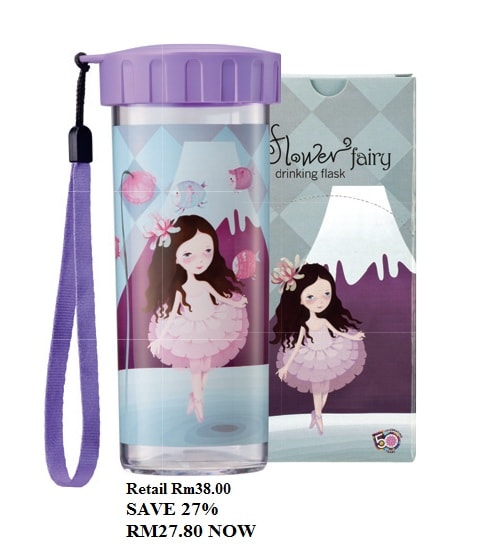 flower fairy
drinking flask
Retail Rm38.00
SAVE 27%
RM27.80 NOW